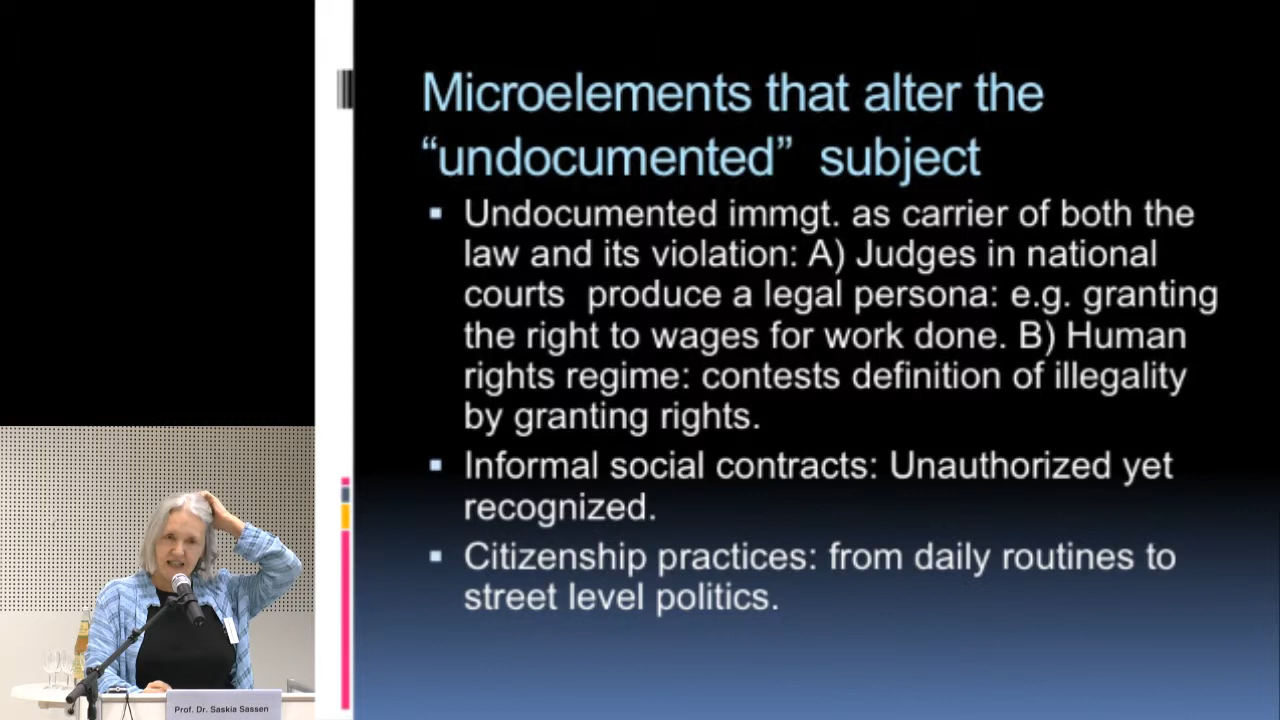 Microelements that alter the
“undocumented” subject
Undocumented immgt. as carrier of both the
law and its violation: A) Judges in national
courts produce a legal persona: e.g. granting
the right to wages for work done. B) Human
rights regime: contests definition of illegality
by granting rights.
Informal social contracts: Unauthorized yet
recognized.
Citizenship practices: from daily routines to
street level politics.
Prof. Dr. Saskia Sassen